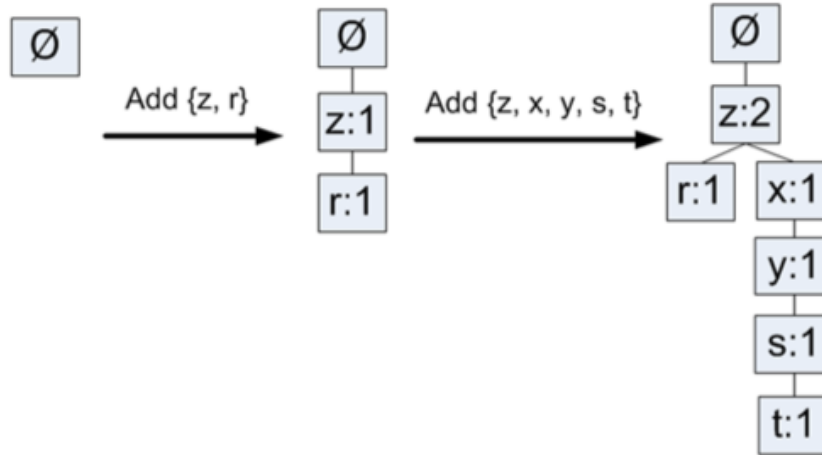 Ø
Add {z, r}
Ø
z:1
r:1
Add {z, x, y, s, t}
Ø
z:2
r:1
x:1
y:1
s:1
t:1